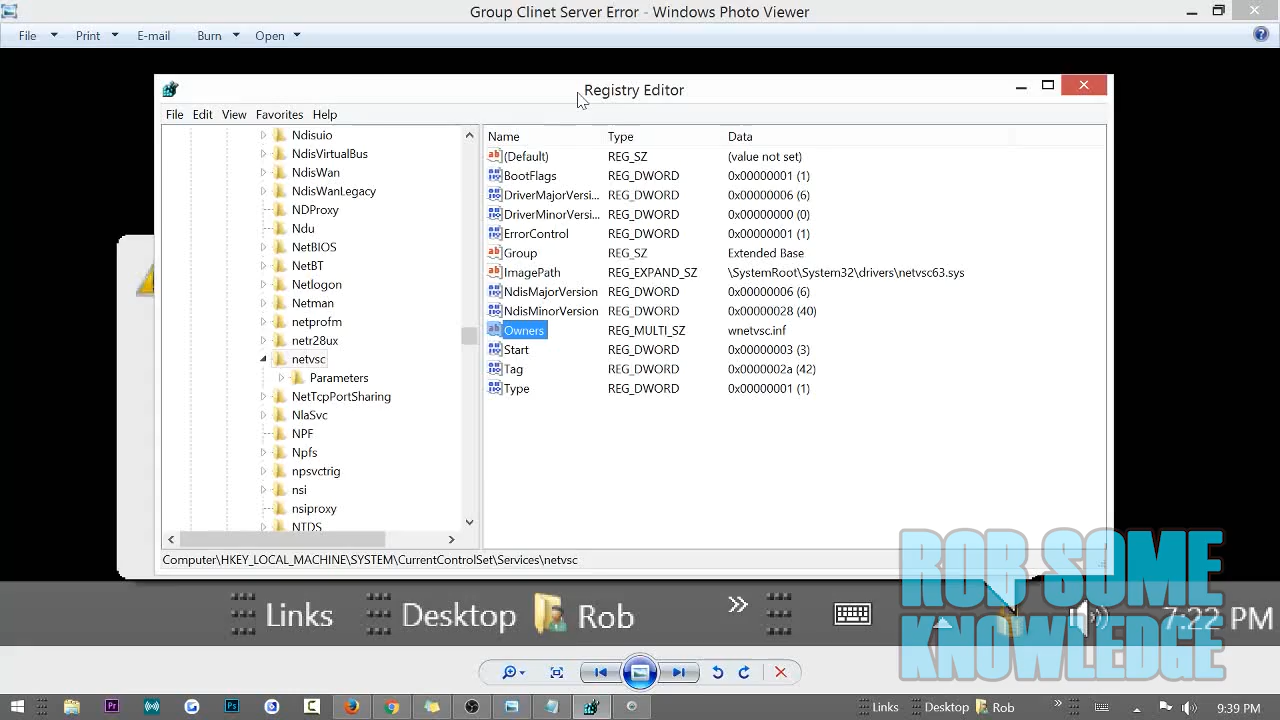 Group Clinet Server Error - Windows Photo Viewer
File Print E-mail Burn Open
Registry Editor
File Edit View Favorites Help
Ndisuio
NdisVirtualBus
NdisWan
NdisWanLegacy
NDProxy
Ndu
NetBIOS
NetBT
Netlogon
Netman
netprofm
netr28ux
netvsc
Parameters
NetTcpPortSharing
NlaSvc
NPF
Npfs
npsvctrig
nsi
nsiproxy
NTDS
Name Type Data
(Default) REG_SZ (value not set)
BootFlags REG_DWORD 0x00000001 (1)
DriverMajorVersi... REG_DWORD 0x00000006 (6)
DriverMinorVersi... REG_DWORD 0x00000000 (0)
ErrorControl REG_DWORD 0x00000001 (1)
Group REG_SZ Extended Base
ImagePath REG_EXPAND_SZ \SystemRoot\System32\drivers\netvsc63.sys
NdisMajorVersion REG_DWORD 0x00000006 (6)
NdisMinorVersion REG_DWORD 0x00000028 (40)
Owners REG_MULTI_SZ wnetvsc.inf
Start REG_DWORD 0x00000003 (3)
Tag REG_DWORD 0x0000002a (42)
Type REG_DWORD 0x00000001 (1)
Computer\HKEY_LOCAL_MACHINE\SYSTEM\CurrentControlSet\Services\netvsc
Links Desktop Rob » 7:22 PM
ROB SOME
KNOWLEDGE
Links Desktop Rob » 9:39 PM